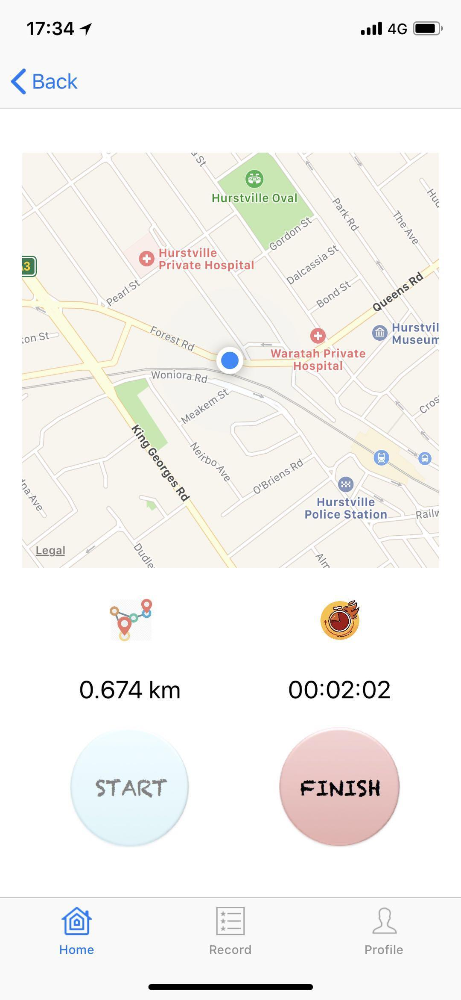 17:34
4G
Back
a St
Hurstville Oval
Park Rd
The Ave
Gordon St
Hurstville
Private Hospital
A3
Dalcassia St
Pearl St
Bond St
Queens Rd
Hurstvil
Museum
ton St
Forest Rd
Waratah Private
Hospital
Woniora Rd
Meakem St
Cros
King Georges Rd
Neirbo Ave
O'Briens Rd
na Ave
Hurstville
Police Station
Railw
Legal
Dudle
Alm
0.674 km
00:02:02
START
FINISH
Home
Record
Profile